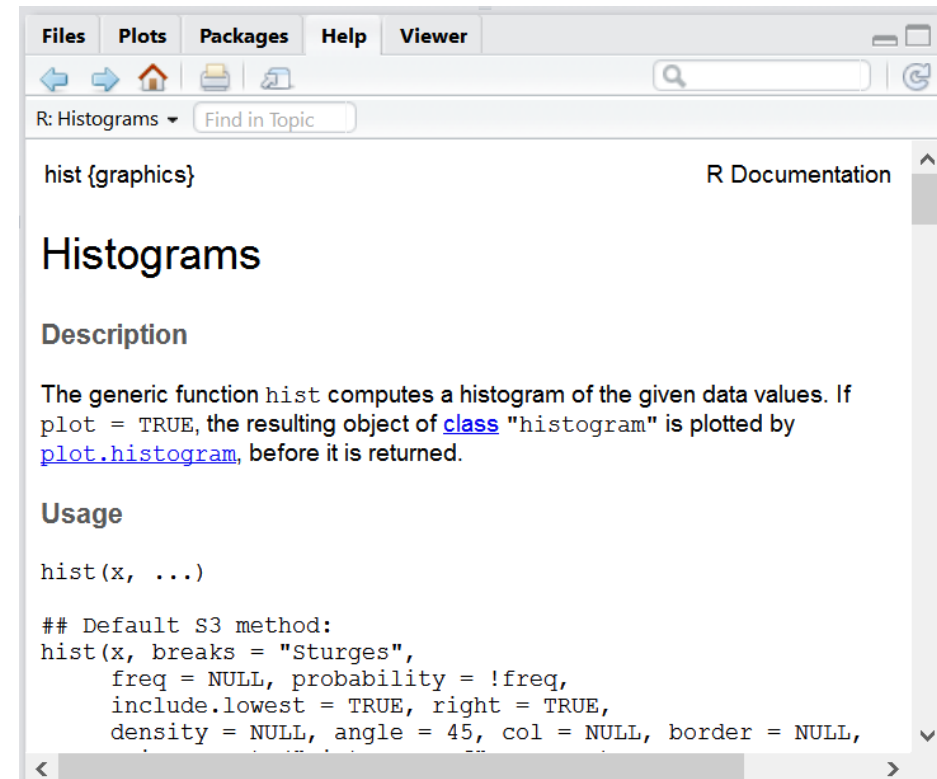 Files Plots Packages Help Viewer
R: Histograms Find in Topic
hist {graphics} R Documentation
Histograms
Description
The generic function hist computes a histogram of the given data values. If
plot = TRUE, the resulting object of class "histogram" is plotted by
plot.histogram, before it is returned.
Usage
hist(x, ...)
## Default S3 method:
hist(x, breaks = "Sturges",
freq = NULL, probability = !freq,
include.lowest = TRUE, right = TRUE,
density = NULL, angle = 45, col = NULL, border = NULL,